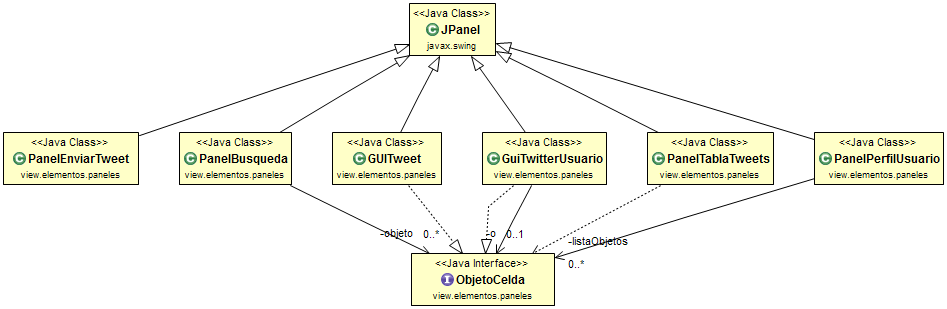 <<Java Class>>
JPanel
javax.swing
<<Java Class>>
PanelEnviarTweet
view.elementos.paneles
<<Java Class>>
PanelBusqueda
view.elementos.paneles
<<Java Class>>
GUITweet
view.elementos.paneles
<<Java Class>>
GuiTwitterUsuario
view.elementos.paneles
<<Java Class>>
PanelTablaTweets
view.elementos.paneles
<<Java Class>>
PanelPerfilUsuario
view.elementos.paneles
-objeto 0..*
-o 0..1
-listaObjetos
0..*
<<Java Interface>>
ObjetoCelda
view.elementos.paneles